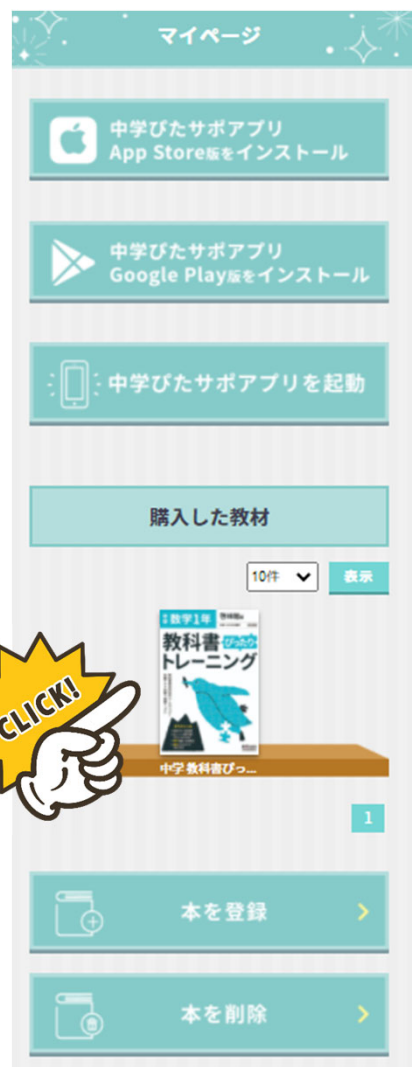 マイページ
中学ぴたサポアプリ
App Store版をインストール
中学ぴたサポアプリ
Google Play版をインストール
中学ぴたサポアプリを起動
購入した教材
10件
表示
数学1年
教科書ぴったり
トレーニング
CLICK!
中学 教科書ぴっ...
1
本を登録
本を削除